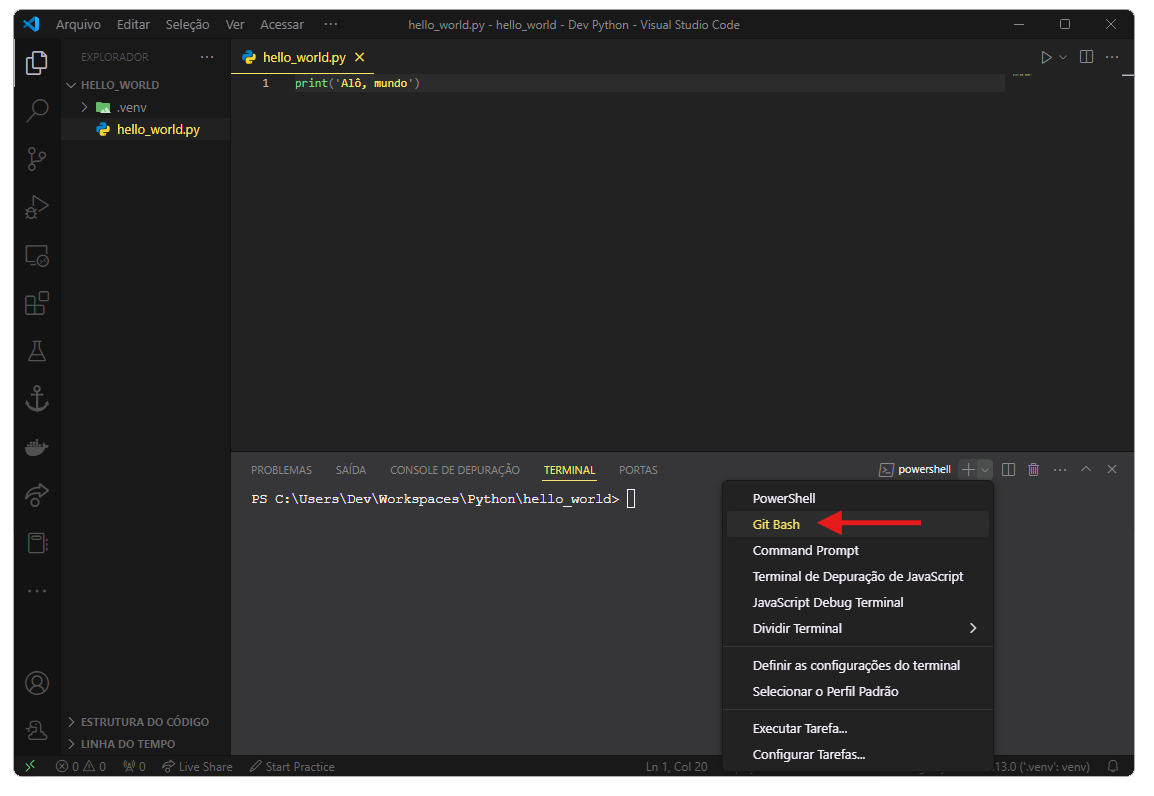 Arquivo Editar Seleção Ver Acessar ··· hello_world.py - hello_world - Dev Python - Visual Studio Code
EXPLORADOR ···
HELLO_WORLD
.venv
hello_world.py
hello_world.py
1 print('Alô, mundo')
PROBLEMAS SAÍDA CONSOLE DE DEPURAÇÃO TERMINAL PORTAS powershell
PS C:\Users\Dev\Workspaces\Python\hello_world>
PowerShell
Git Bash
Command Prompt
Terminal de Depuração de JavaScript
JavaScript Debug Terminal
Dividir Terminal
Definir as configurações do terminal
Selecionar o Perfil Padrão
Executar Tarefa...
Configurar Tarefas...
ESTRUTURA DO CÓDIGO
LINHA DO TEMPO
0 0 0 Live Share Start Practice Ln 1, Col 20 .13.0 ('.venv': venv)